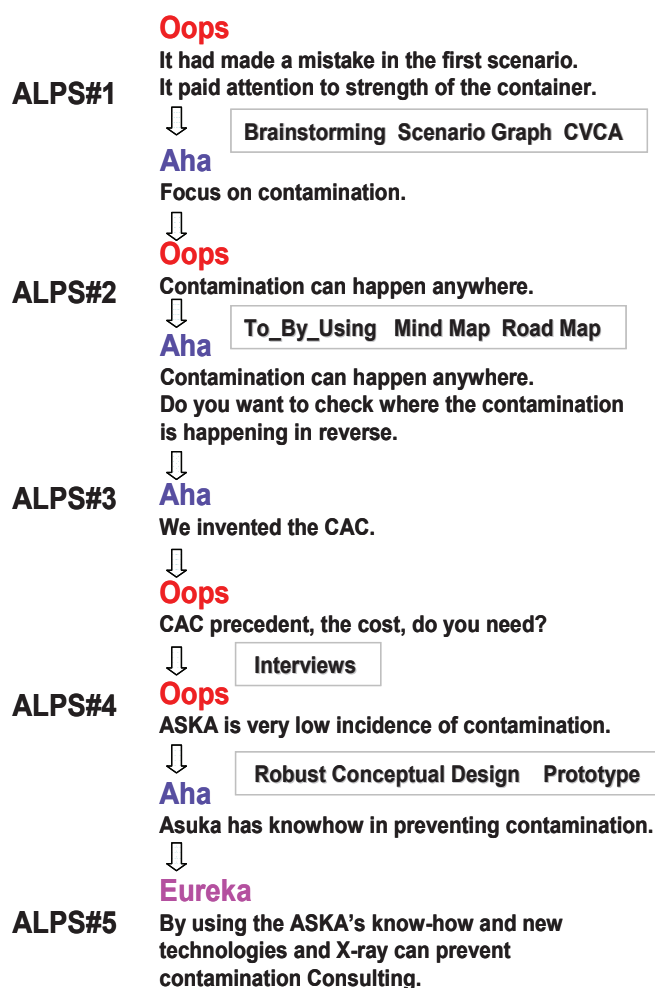 Oops
It had made a mistake in the first scenario.
ALPS#1
It paid attention to strength of the container.
Brainstorming Scenario Graph CVCA
Aha
Focus on contamination.
Oops
ALPS#2
Contamination can happen anywhere.
To_By_Using Mind Map Road Map
Aha
Contamination can happen anywhere.
Do you want to check where the contamination
is happening in reverse.
ALPS#3
Aha
We invented the CAC.
Oops
CAC precedent, the cost, do you need?
Interviews
ALPS#4
Oops
ASKA is very low incidence of contamination.
Robust Conceptual Design Prototype
Aha
Asuka has knowhow in preventing contamination.
Eureka
ALPS#5
By using the ASKA's know-how and new
technologies and X-ray can prevent
contamination Consulting.